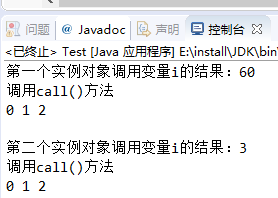 问题 @ Javadoc 声明 控制台
<已终止> Test [Java 应用程序] E:\install\JDK\bin
第一个实例对象调用变量i的结果：60
调用call()方法
0 1 2
第二个实例对象调用变量i的结果：3
调用call()方法
0 1 2